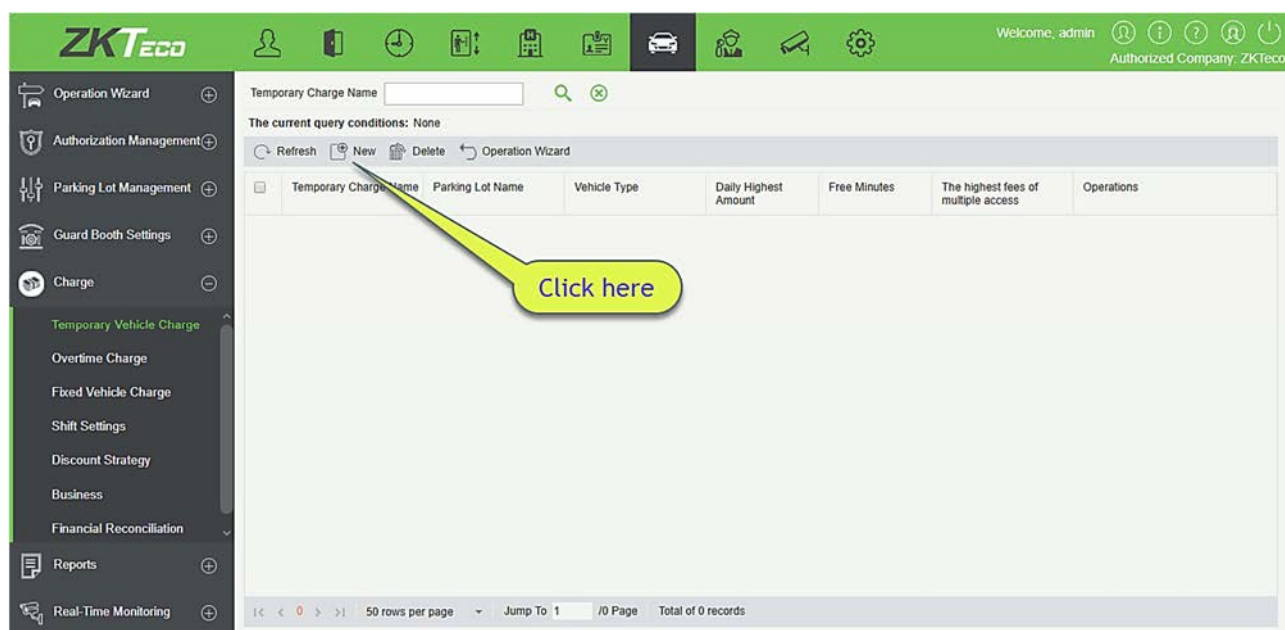 ZKTECO
Welcome, admin
Authorized Company: ZKTeco
Operation Wizard
Authorization Management
Parking Lot Management
Guard Booth Settings
Charge
Temporary Vehicle Charge
Overtime Charge
Fixed Vehicle Charge
Shift Settings
Discount Strategy
Business
Financial Reconciliation
Reports
Real-Time Monitoring
Temporary Charge Name
The current query conditions: None
Refresh New Delete Operation Wizard
Temporary Charge Name Parking Lot Name Vehicle Type Daily Highest Amount Free Minutes The highest fees of multiple access Operations
Click here
|< < 0 > >| 50 rows per page Jump To 1 /0 Page Total of 0 records